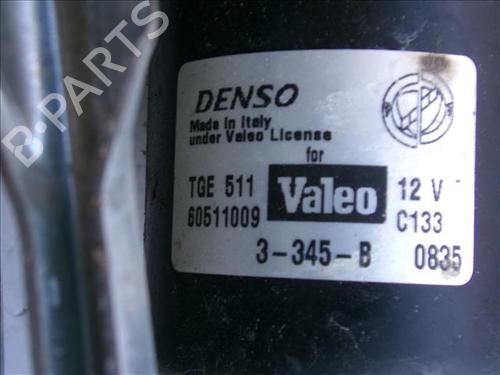 B-PARTS
DENSO
Made in Italy
under Valeo License
for
TGE 511 Valeo 12 V
60511009 C133
3-345-B 0835